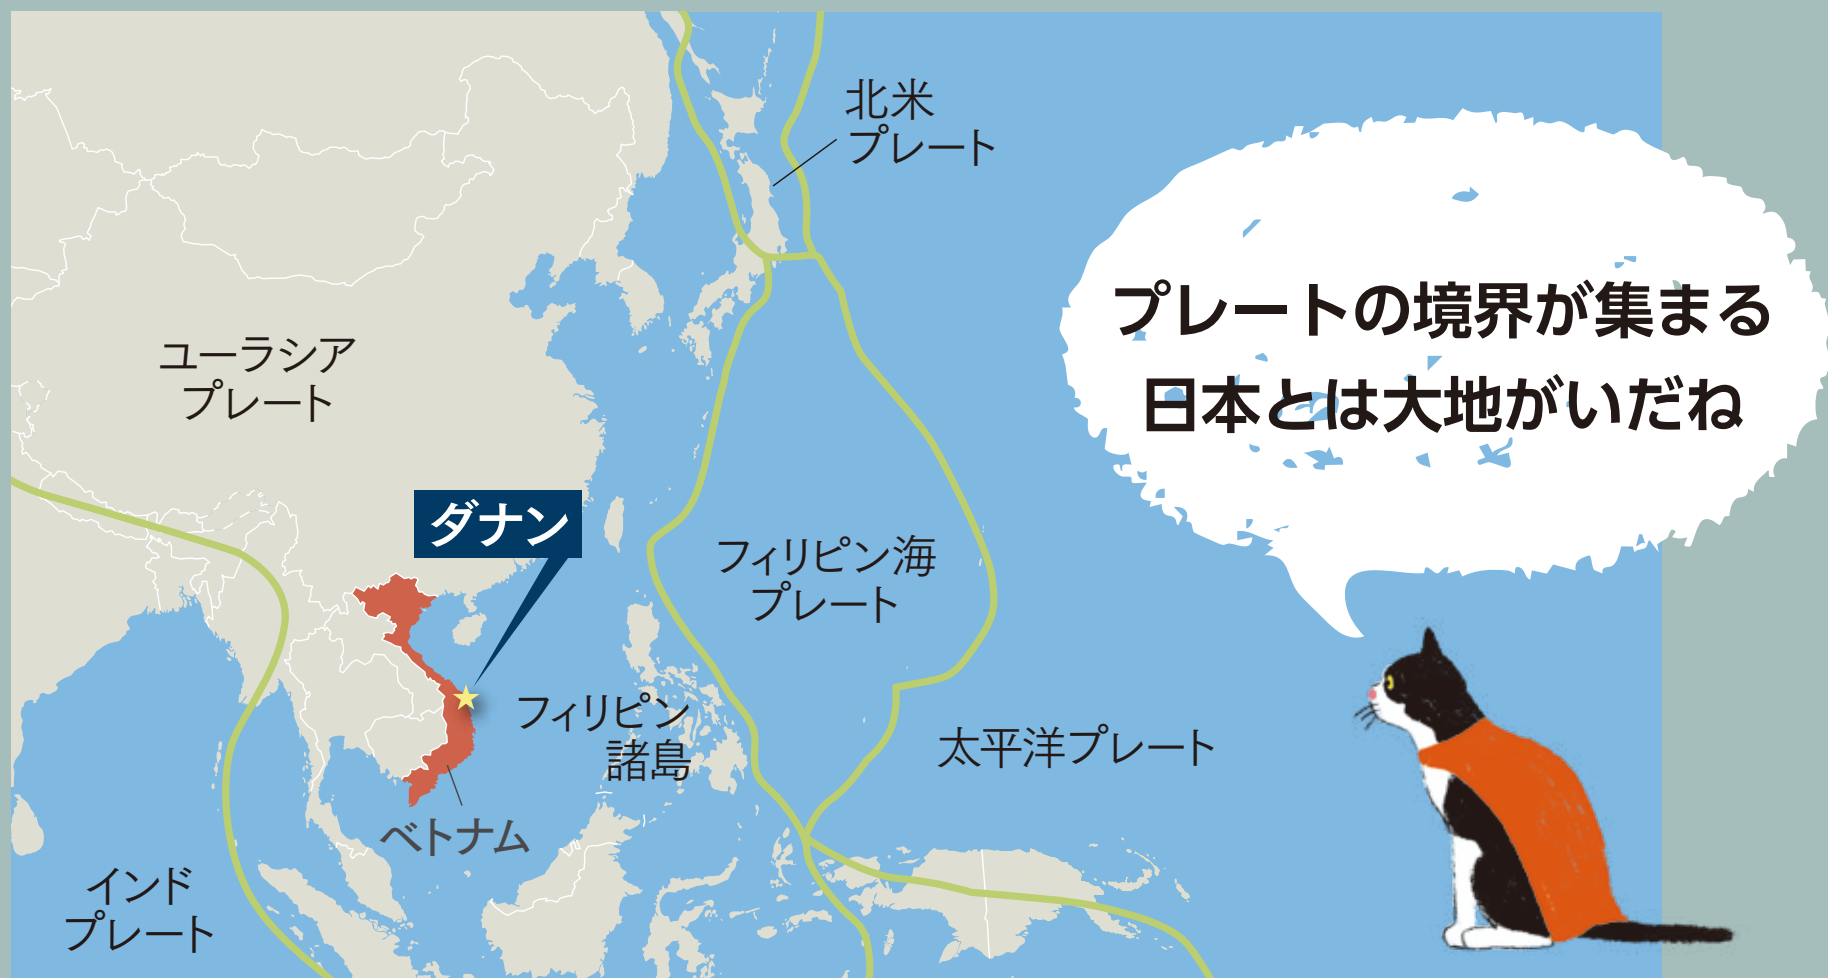 北米
プレート
プレートの境界が集まる
日本とは大地がいだね
ユーラシア
プレート
ダナン
フィリピン海
プレート
フィリピン
諸島
太平洋プレート
ベトナム
インド
プレート